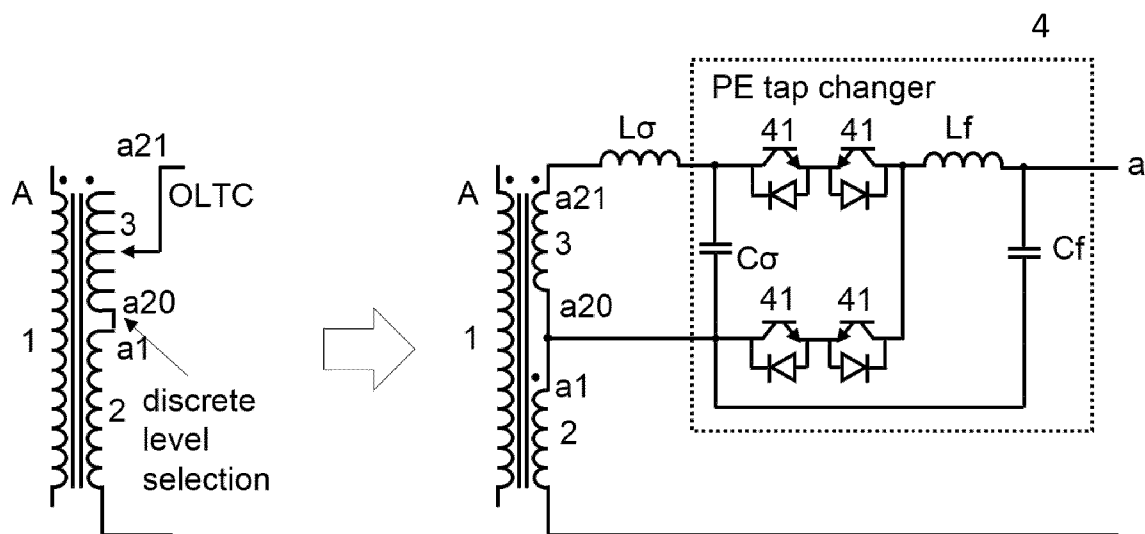 4
PE tap changer
Lσ
41
41
Lf
a
a21
A
OLTC
3
a20
a1
1
2
discrete
level
selection
A
a21
3
Cσ
Cf
a20
41
41
1
a1
2